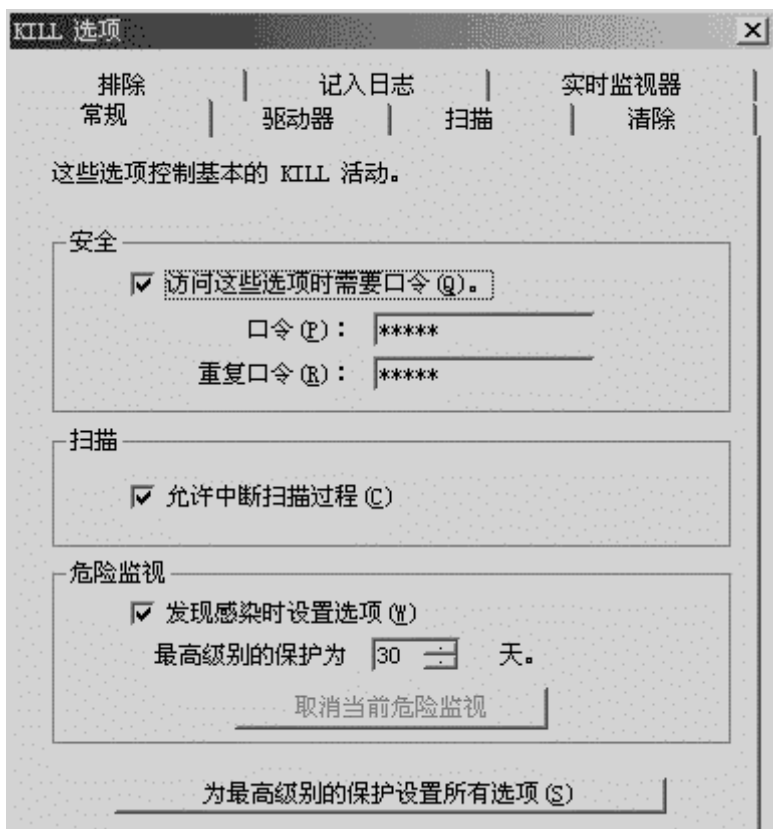 KILL 选项
排除 记入日志 实时监视器
常规 驱动器 扫描 清除
这些选项控制基本的 KILL 活动。
安全
访问这些选项时需要口令(Q)。
口令(P)： *****
重复口令(R)： *****
扫描
允许中断扫描过程(C)
危险监视
发现感染时设置选项(W)
最高级别的保护为 30 天。
取消当前危险监视
为最高级别的保护设置所有选项(S)